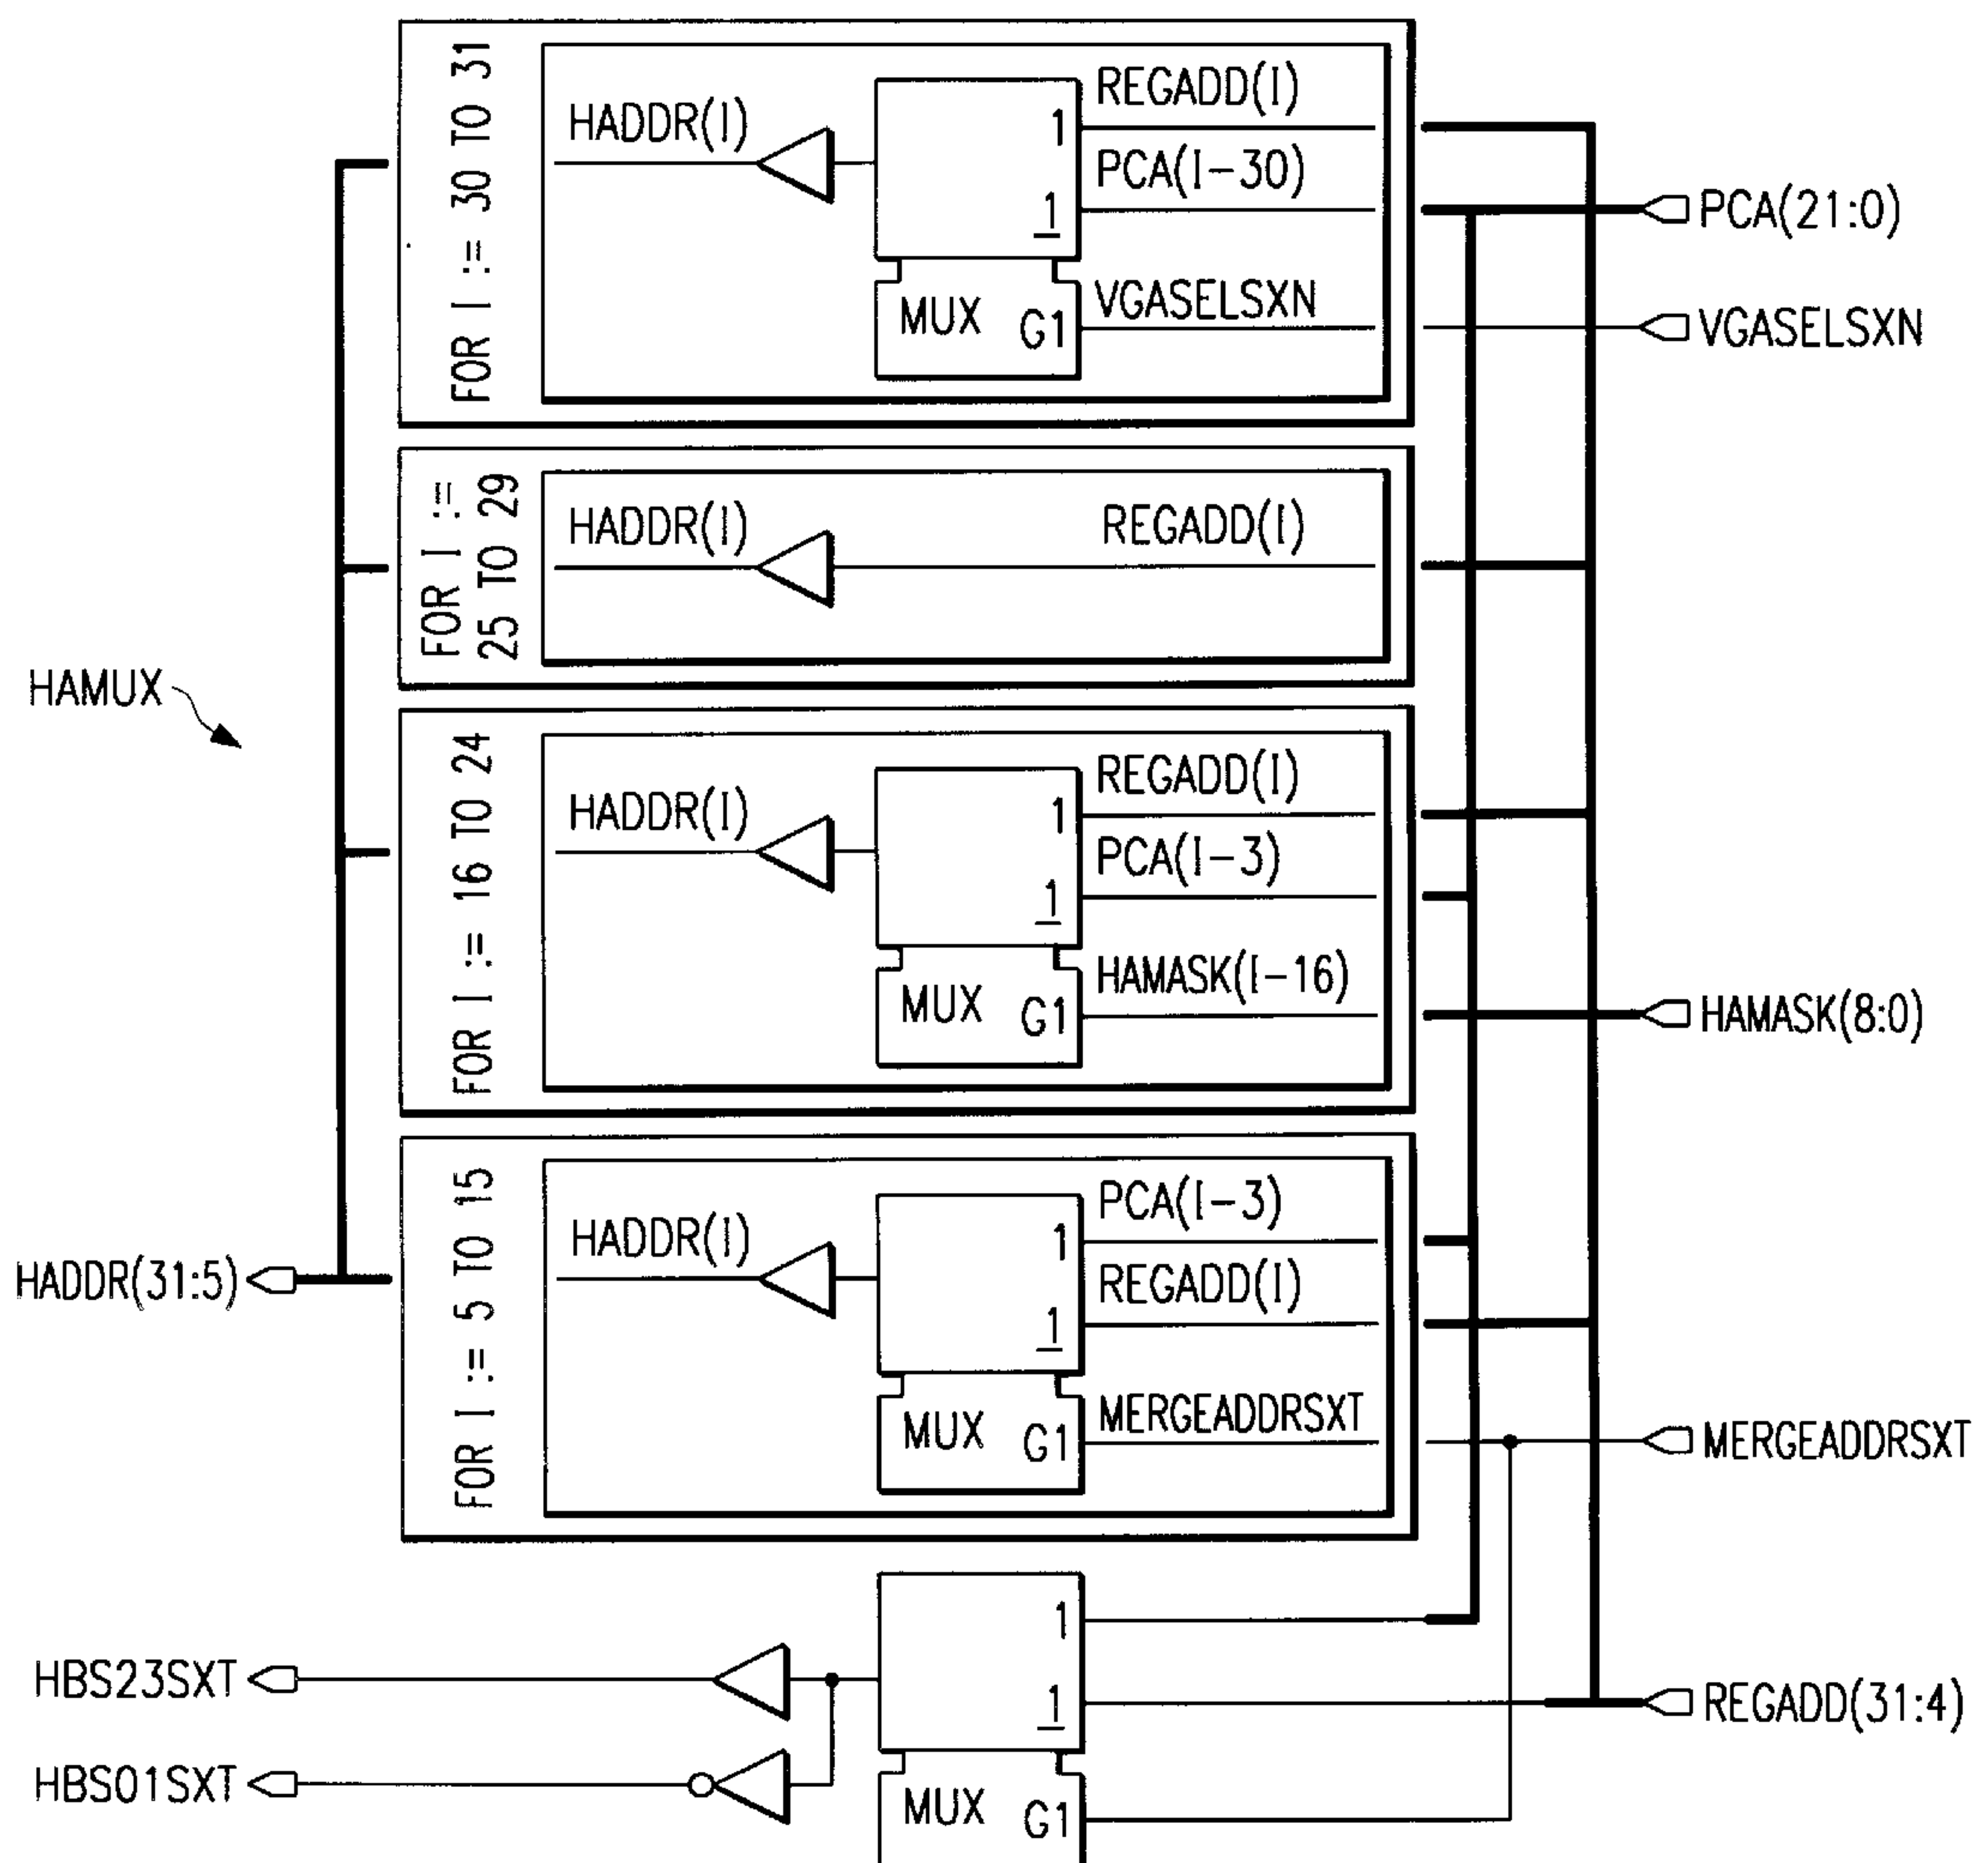 FOR I := 30 TO 31
HADDR(I)
REGADD(I)
1
PCA(I-30)
1
MUX
G1
VGASELSXN
PCA(21:0)
VGASELSXN
FOR I :=
25 TO 29
HADDR(I)
REGADD(I)
HAMUX
FOR I := 16 TO 24
HADDR(I)
REGADD(I)
1
PCA(I-3)
1
MUX
G1
HAMASK(I-16)
HAMASK(8:0)
FOR I := 5 TO 15
HADDR(I)
PCA(I-3)
1
REGADD(I)
1
MUX
G1
MERGEADDRSXT
HADDR(31:5)
MERGEADDRSXT
1
1
MUX
G1
HBS23SXT
REGADD(31:4)
HBS01SXT